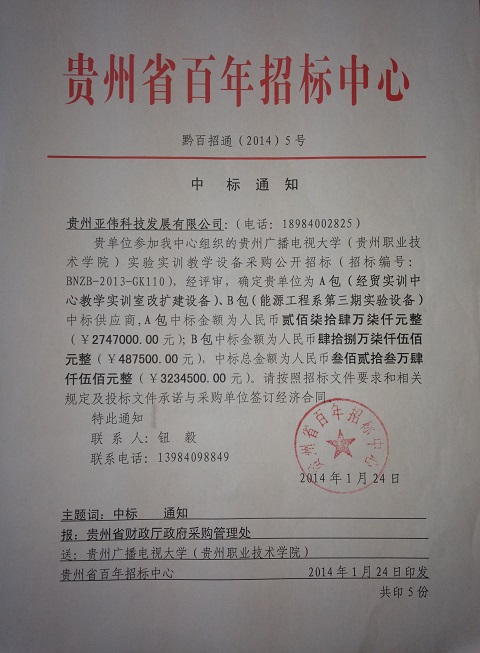 贵州省百年招标中心
黔百招通（2014）5号
中标通知
贵州亚伟科技发展有限公司：（电话：18984002825）
贵单位参加我中心组织的贵州广播电视大学（贵州职业技
术学院）实验实训教学设备采购公开招标（招标编号：
BNZB-2013-GK110），经评审，确定贵单位为A包（经贸实训中
心教学实训室改扩建设备）、B包（能源工程系第三期实验设备）
中标供应商，A包中标金额为人民币贰佰柒拾肆万柒仟元整
（￥2747000.00元）；B包中标金额为人民币肆拾捌万柒仟伍佰
元整（￥487500.00元），中标总金额为人民币叁佰贰拾叁万肆
仟伍佰元整（￥3234500.00元）。请按照招标文件要求和相关
规定及投标文件承诺与采购单位签订经济合同。
特此通知
联系人：钮毅
联系电话：13984098849
贵州省百年招标中心
2014年1月24日
主题词：中标 通知
报：贵州省财政厅政府采购管理处
送：贵州广播电视大学（贵州职业技术学院）
贵州省百年招标中心 2014年1月24日印发
共印5份